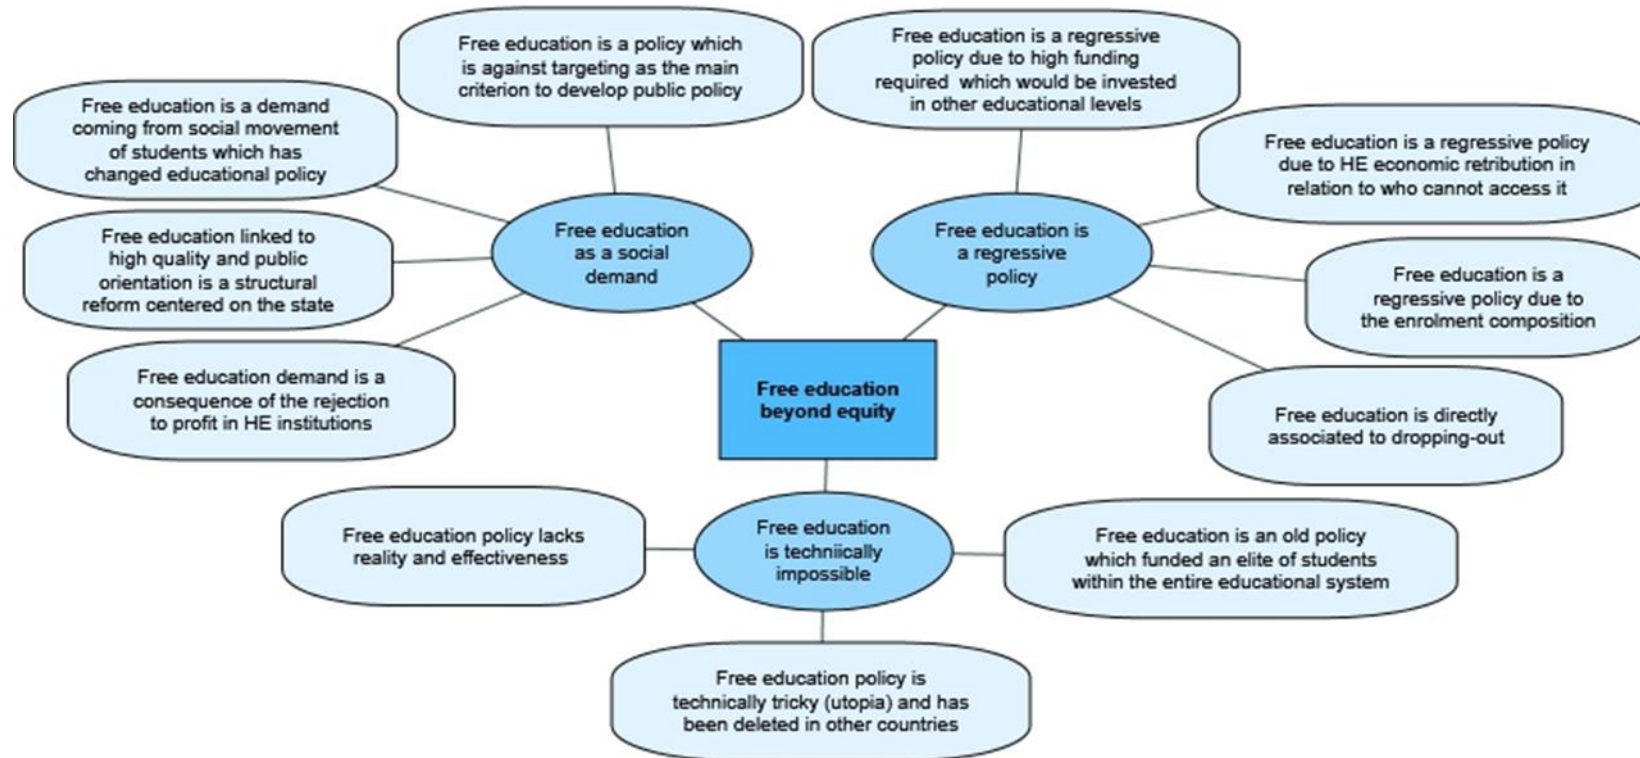 Free education is a policy which
is against targeting as the main
criterion to develop public policy
Free education is a regressive
policy due to high funding
required which would be invested
in other educational levels
Free education is a demand
coming from social movement
of students which has
changed educational policy
Free education is a regressive policy
due to HE economic retribution in
relation to who cannot access it
Free education
as a social
demand
Free education is
a regressive
policy
Free education linked to
high quality and public
orientation is a structural
reform centered on the state
Free education is a
regressive policy due to
the enrolment composition
Free education demand is a
consequence of the rejection
to profit in HE institutions
Free education
beyond equity
Free education is directly
associated to dropping-out
Free education policy lacks
reality and effectiveness
Free education
is techniically
impossible
Free education is an old policy
which funded an elite of students
within the entire educational system
Free education policy is
technically tricky (utopia) and has
been deleted in other countries